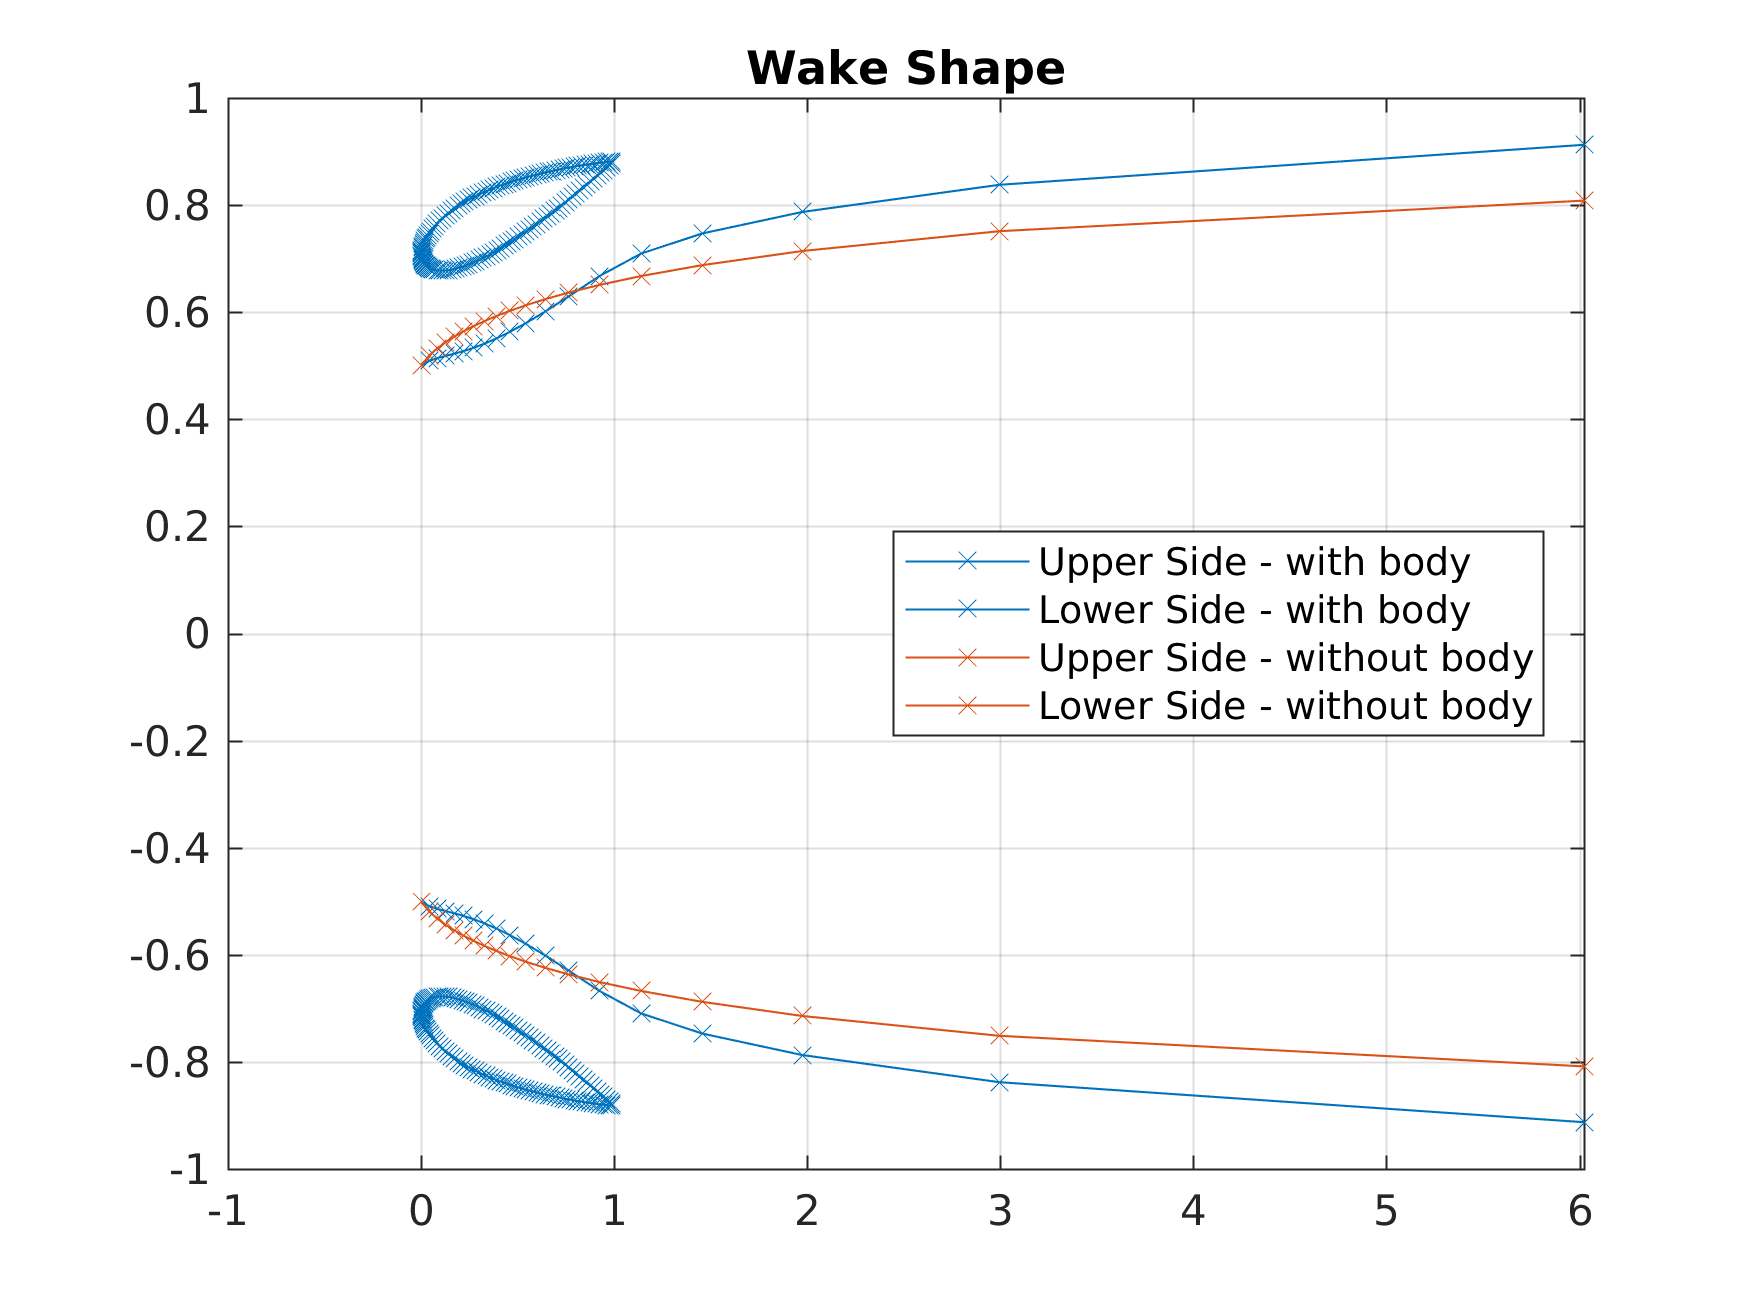 Wake Shape
1
0.8
0.6
0.4
0.2
0
-0.2
-0.4
-0.6
-0.8
-1
Upper Side - with body
Lower Side - with body
Upper Side - without body
Lower Side - without body
-1 0 1 2 3 4 5 6